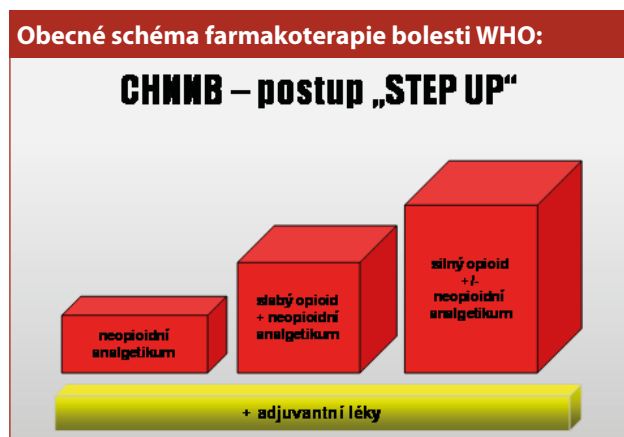 Obecné schéma farmakoterapie bolesti WHO:
CHNNB – postup „STEP UP“
neopioidní
analgetikum
slabý opioid
+ neopioidní
analgetikum
silný opioid
+/-
neopioidní
analgetikum
+ adjuvantní léky